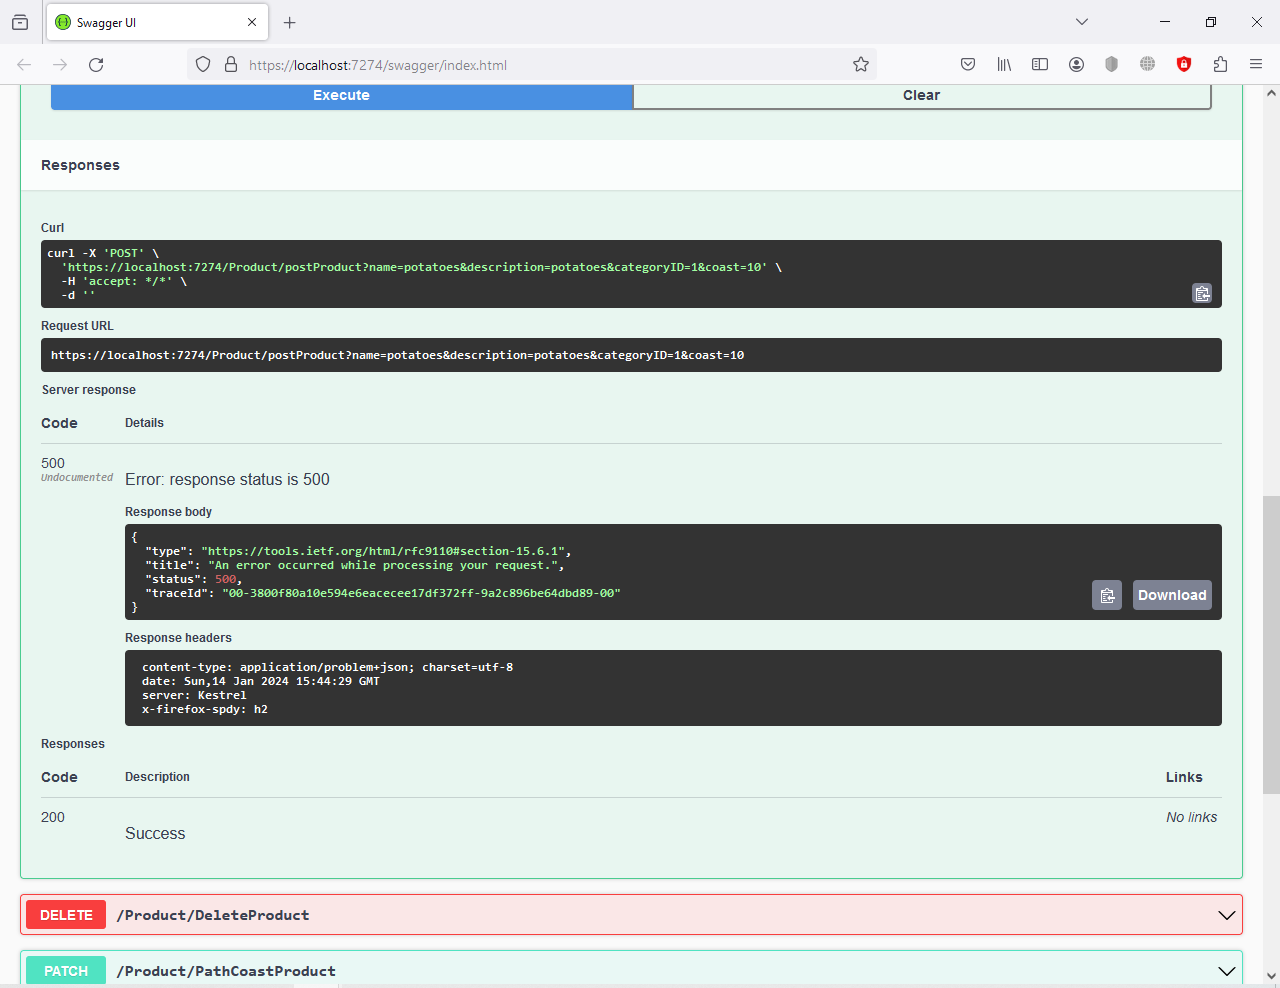 Swagger UI
https://localhost:7274/swagger/index.html
Execute
Clear
Responses
Curl
curl -X 'POST' \
'https://localhost:7274/Product/postProduct?name=potatoes&description=potatoes&categoryID=1&coast=10' \
-H 'accept: */*' \
-d ''
Request URL
https://localhost:7274/Product/postProduct?name=potatoes&description=potatoes&categoryID=1&coast=10
Server response
Code Details
500
Undocumented
Error: response status is 500
Response body
{
"type": "https://tools.ietf.org/html/rfc9110#section-15.6.1",
"title": "An error occurred while processing your request.",
"status": 500,
"traceId": "00-3800f80a10e594e6eacecee17df372ff-9a2c896be64dbd89-00"
}
Download
Response headers
content-type: application/problem+json; charset=utf-8
date: Sun,14 Jan 2024 15:44:29 GMT
server: Kestrel
x-firefox-spdy: h2
Responses
Code Description Links
200 No links
Success
DELETE /Product/DeleteProduct
PATCH /Product/PathCoastProduct